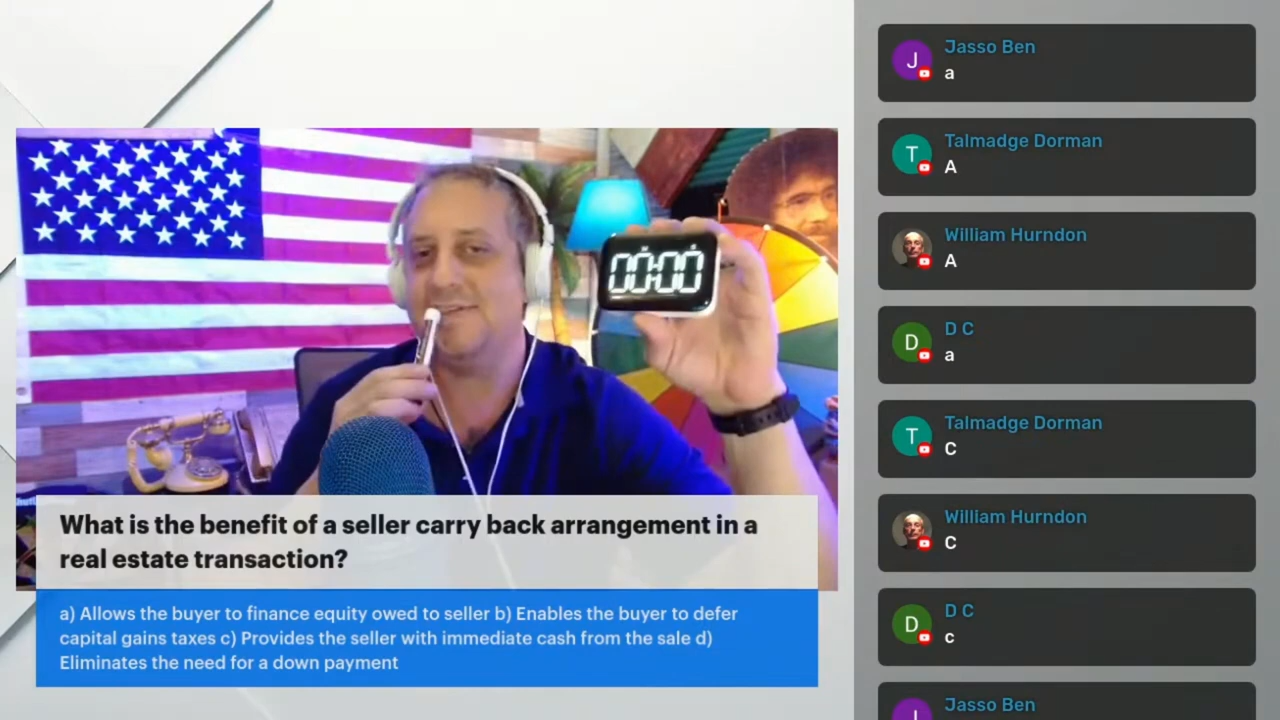 00:00
What is the benefit of a seller carry back arrangement in a
real estate transaction?
a) Allows the buyer to finance equity owed to seller b) Enables the buyer to defer
capital gains taxes c) Provides the seller with immediate cash from the sale d)
Eliminates the need for a down payment
J
Jasso Ben
a
T
Talmadge Dorman
A
William Hurndon
A
D
D C
a
T
Talmadge Dorman
C
William Hurndon
C
D
D C
c
J
Jasso Ben